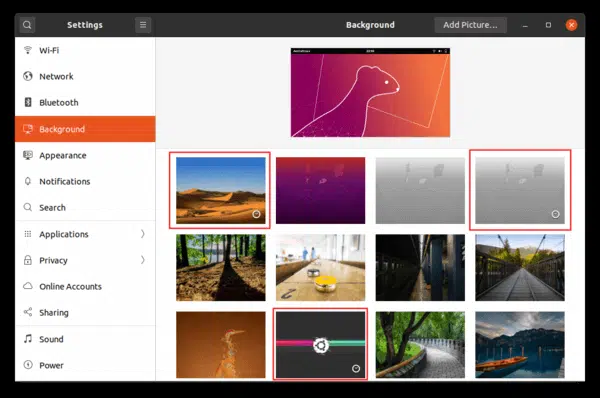 Settings
Background
Add Picture...
Wi-Fi
Network
Bluetooth
Background
Appearance
Notifications
Search
Applications
Privacy
Online Accounts
Sharing
Sound
Power